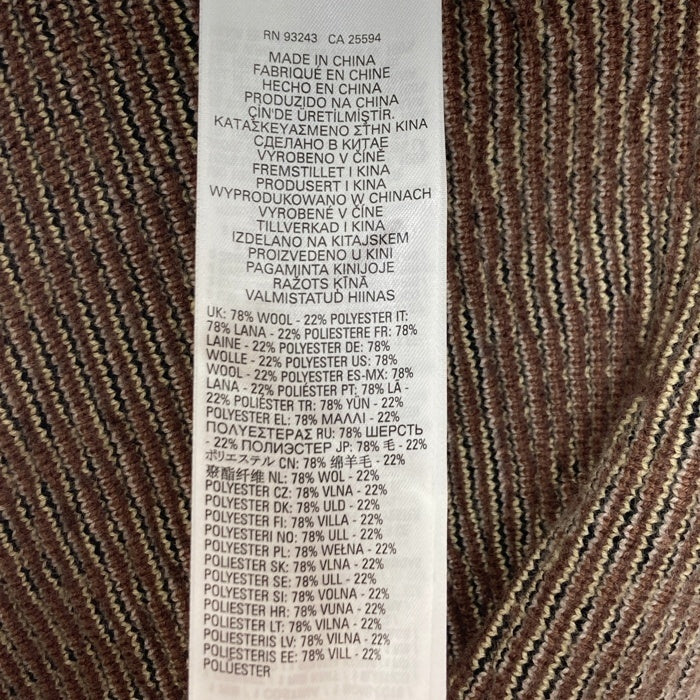 RN 93243 CA 25594
MADE IN CHINA
FABRIQUÉ EN CHINE
HECHO EN CHINA
PRODUZIDO NA CHINA
ÇIN'DE ÜRETILMIŞTIR.
ΚΑΤΑΣΚΕΥΑΣΜΕΝΟ ΣΤΗΝ ΚΙΝΑ
СДЕЛАНО В КИТАЕ
VYROBENO V ČÍNĚ
FREMSTILLET I KINA
PRODUSERT I KINA
WYPRODUKOWANO W CHINACH
VYROBENÉ V ČÍNE
TILLVERKAD I KINA
IZDELANO NA KITAJSKEM
PROIZVEDENO U KINI
PAGAMINTA KINIJOJE
RAŽOTS ĶĪNĀ
VALMISTATUD HIINAS
UK: 78% WOOL - 22% POLYESTER IT:
78% LANA - 22% POLIESTERE FR: 78%
LAINE - 22% POLYESTER DE: 78%
WOLLE - 22% POLYESTER US: 78%
WOOL - 22% POLYESTER ES-MX: 78%
LANA - 22% POLIÉSTER PT: 78% LÃ -
22% POLIÉSTER TR: 78% YÜN - 22%
POLYESTER EL: 78% ΜΑΛΛΙ - 22%
ΠΟΛΥΕΣΤΕΡΑΣ RU: 78% ШЕРСТЬ
- 22% ПОЛИЭСТЕР JP: 78% 毛 - 22%
ポリエステル CN: 78% 绵羊毛 - 22%
聚酯纤维 NL: 78% WOL - 22%
POLYESTER CZ: 78% VLNA - 22%
POLYESTER DK: 78% ULD - 22%
POLYESTER FI: 78% VILLA - 22%
POLYESTERI NO: 78% ULL - 22%
POLYESTER PL: 78% WEŁNA - 22%
POLYESTER SK: 78% VLNA - 22%
POLYESTER SE: 78% ULL - 22%
POLYESTER SI: 78% VOLNA - 22%
POLIESTER HR: 78% VUNA - 22%
POLIESTER LT: 78% VILNA - 22%
POLIESTERIS LV: 78% VILNA - 22%
POLIESTERIS EE: 78% VILL - 22%
POLÜESTER